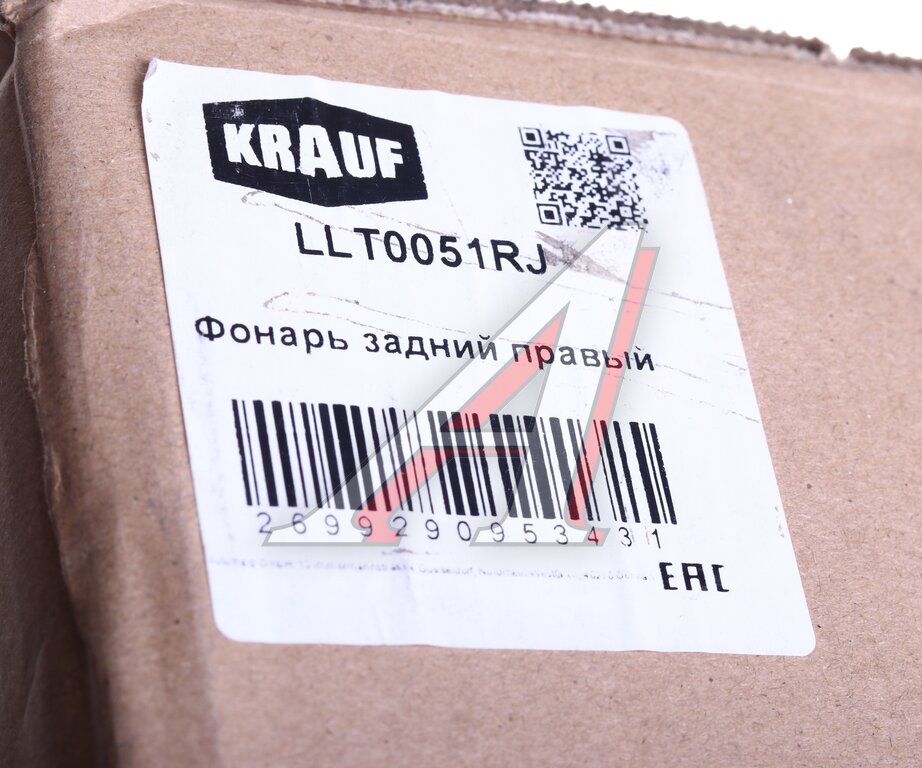 KRAUF
LLT0051RJ
Фонарь задний правый
2699290953431
EAC